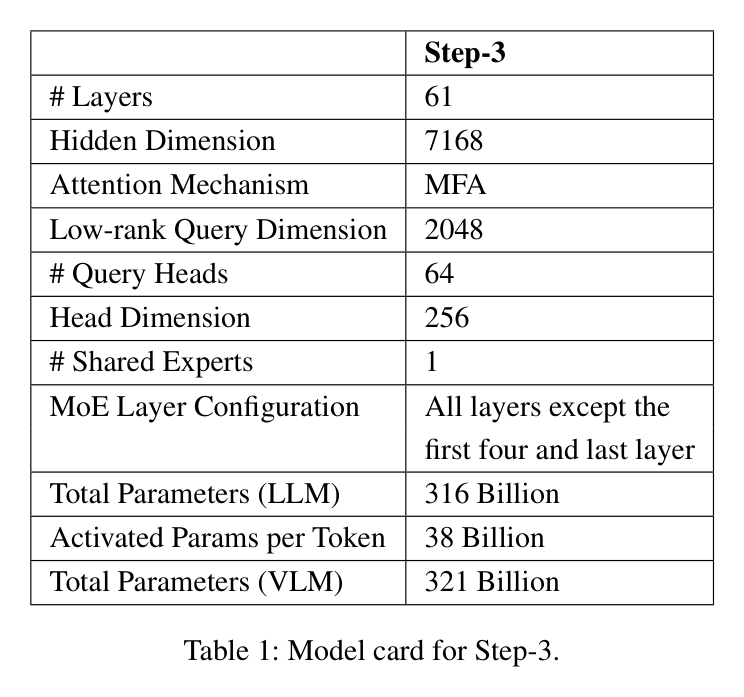 Step-3
# Layers 61
Hidden Dimension 7168
Attention Mechanism MFA
Low-rank Query Dimension 2048
# Query Heads 64
Head Dimension 256
# Shared Experts 1
MoE Layer Configuration All layers except the
first four and last layer
Total Parameters (LLM) 316 Billion
Activated Params per Token 38 Billion
Total Parameters (VLM) 321 Billion
Table 1: Model card for Step-3.